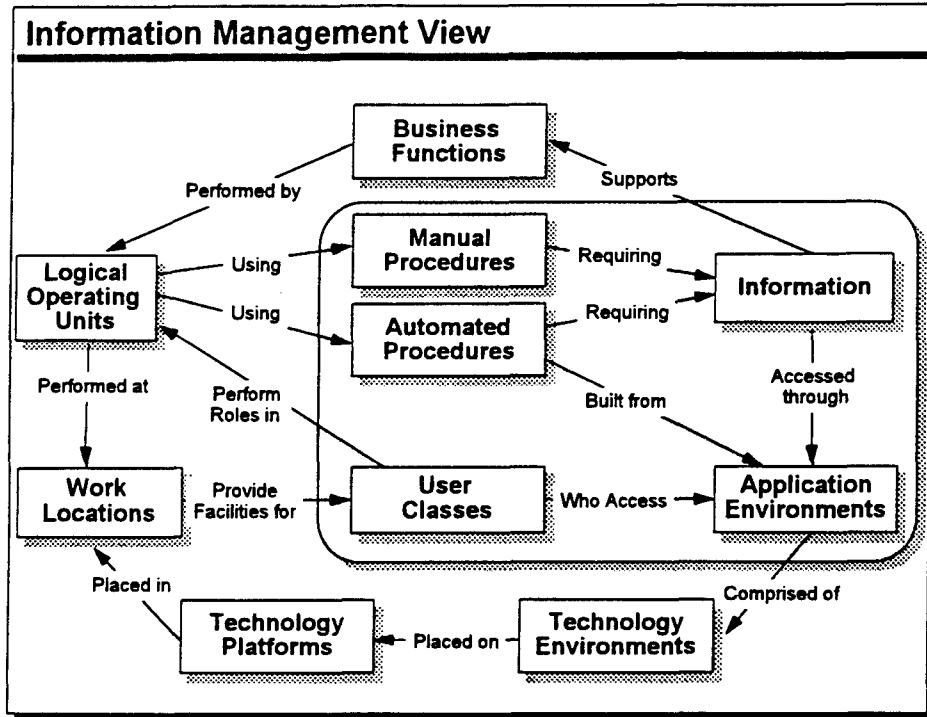 Information Management View
Business
Functions
Performed by
Supports
Manual
Procedures
Using
Requiring
Logical
Operating
Units
Information
Using
Automated
Procedures
Requiring
Performed at
Perform
Roles in
Built from
Accessed
through
Work
Locations
Provide
Facilities for
User
Classes
Who Access
Application
Environments
Placed in
Comprised of
Technology
Platforms
Placed on
Technology
Environments